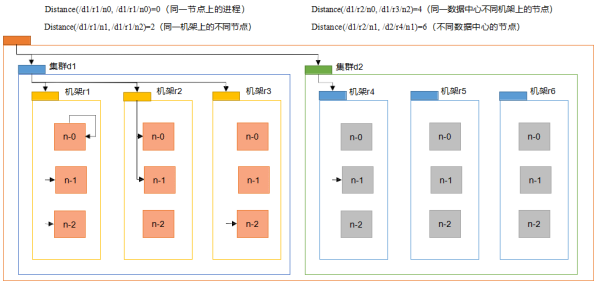 Distance(/d1/r1/n0, /d1/r1/n0)=0（同一节点上的进程）
Distance(/d1/r2/n0, /d1/r3/n2)=4（同一数据中心不同机架上的节点）
Distance(/d1/r1/n1, /d1/r1/n2)=2（同一机架上的不同节点）
Distance(/d1/r2/n1, /d2/r4/n1)=6（不同数据中心的节点）
集群d1
集群d2
机架r1 机架r2 机架r3 机架r4 机架r5 机架r6
n-0 n-0 n-0 n-0 n-0 n-0
n-1 n-1 n-1 n-1 n-1 n-1
n-2 n-2 n-2 n-2 n-2 n-2